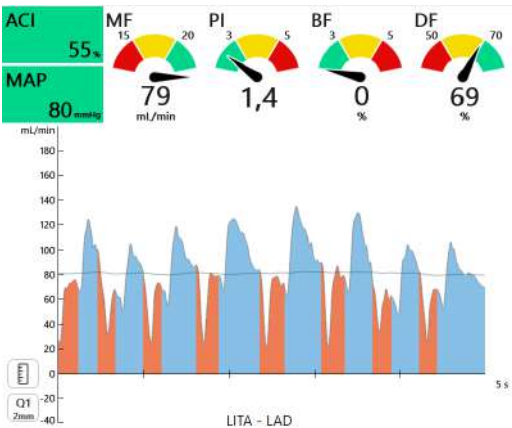 ACI
55 %
MAP
80 mmHg
MF
15 20
79
mL/min
PI
3 5
1,4
BF
3 5
0
%
DF
50 70
69
%
mL/min
180
160
140
120
100
80
60
40
20
0
-20
-40
5 s
Q1
2mm
LITA - LAD